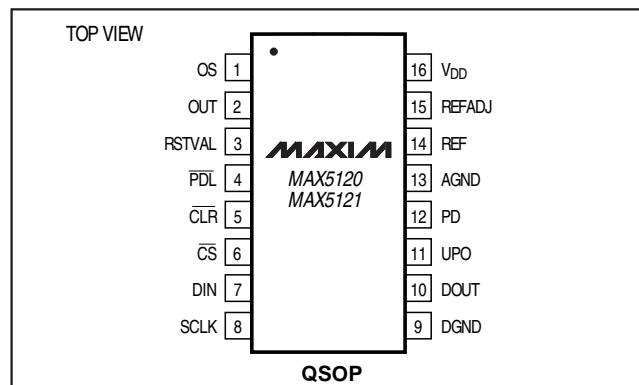 TOP VIEW
OS 1
OUT 2
RSTVAL 3
PDL 4
CLR 5
CS 6
DIN 7
SCLK 8
MAXIM
MAX5120
MAX5121
16 VDD
15 REFADJ
14 REF
13 AGND
12 PD
11 UPO
10 DOUT
9 DGND
QSOP